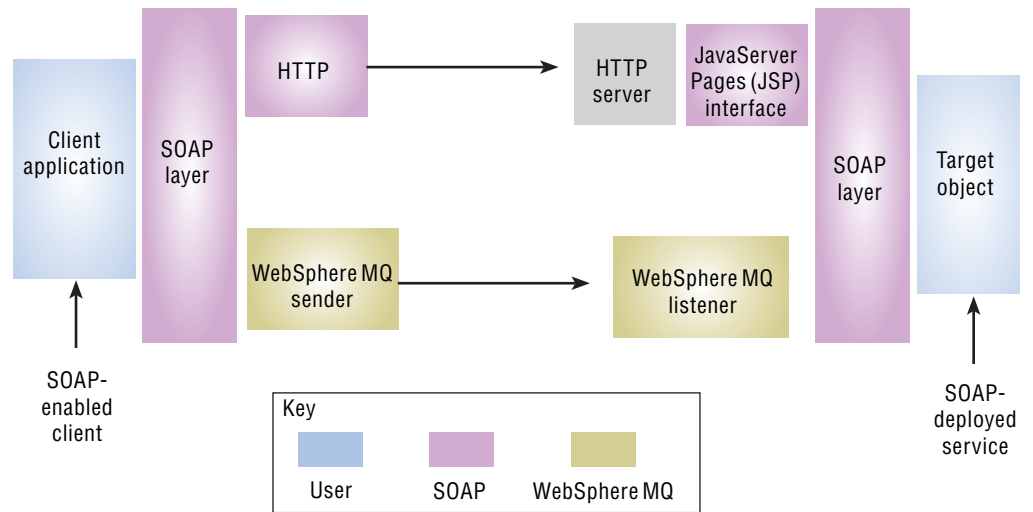 Client
application
SOAP
layer
HTTP
HTTP
server
JavaServer
Pages (JSP)
interface
SOAP
layer
Target
object
WebSphere MQ
sender
WebSphere MQ
listener
SOAP-
enabled
client
SOAP-
deployed
service
Key
User
SOAP
WebSphere MQ